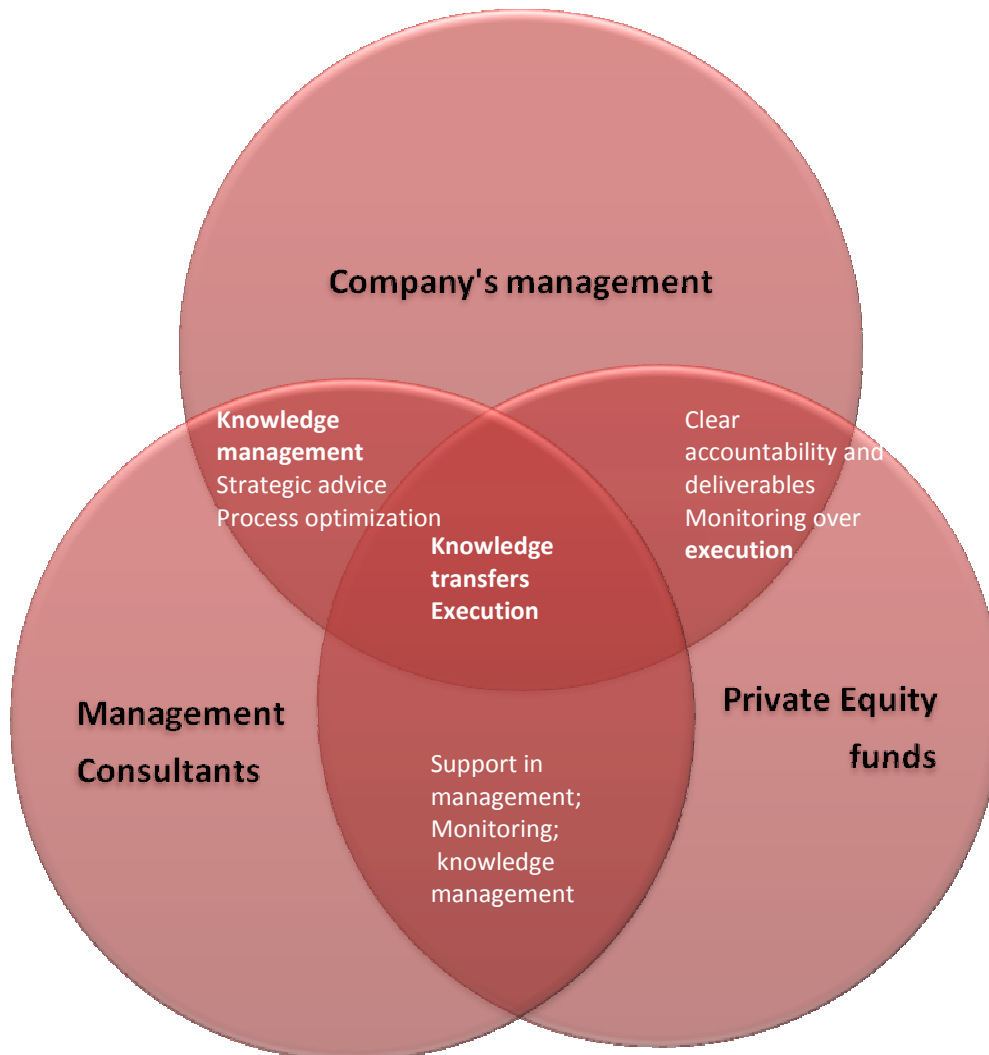 Company's management
Knowledge
management
Strategic advice
Process optimization
Clear
accountability and
deliverables
Monitoring over
execution
Knowledge
transfers
Execution
Management
Consultants
Private Equity
funds
Support in
management;
Monitoring;
knowledge
management